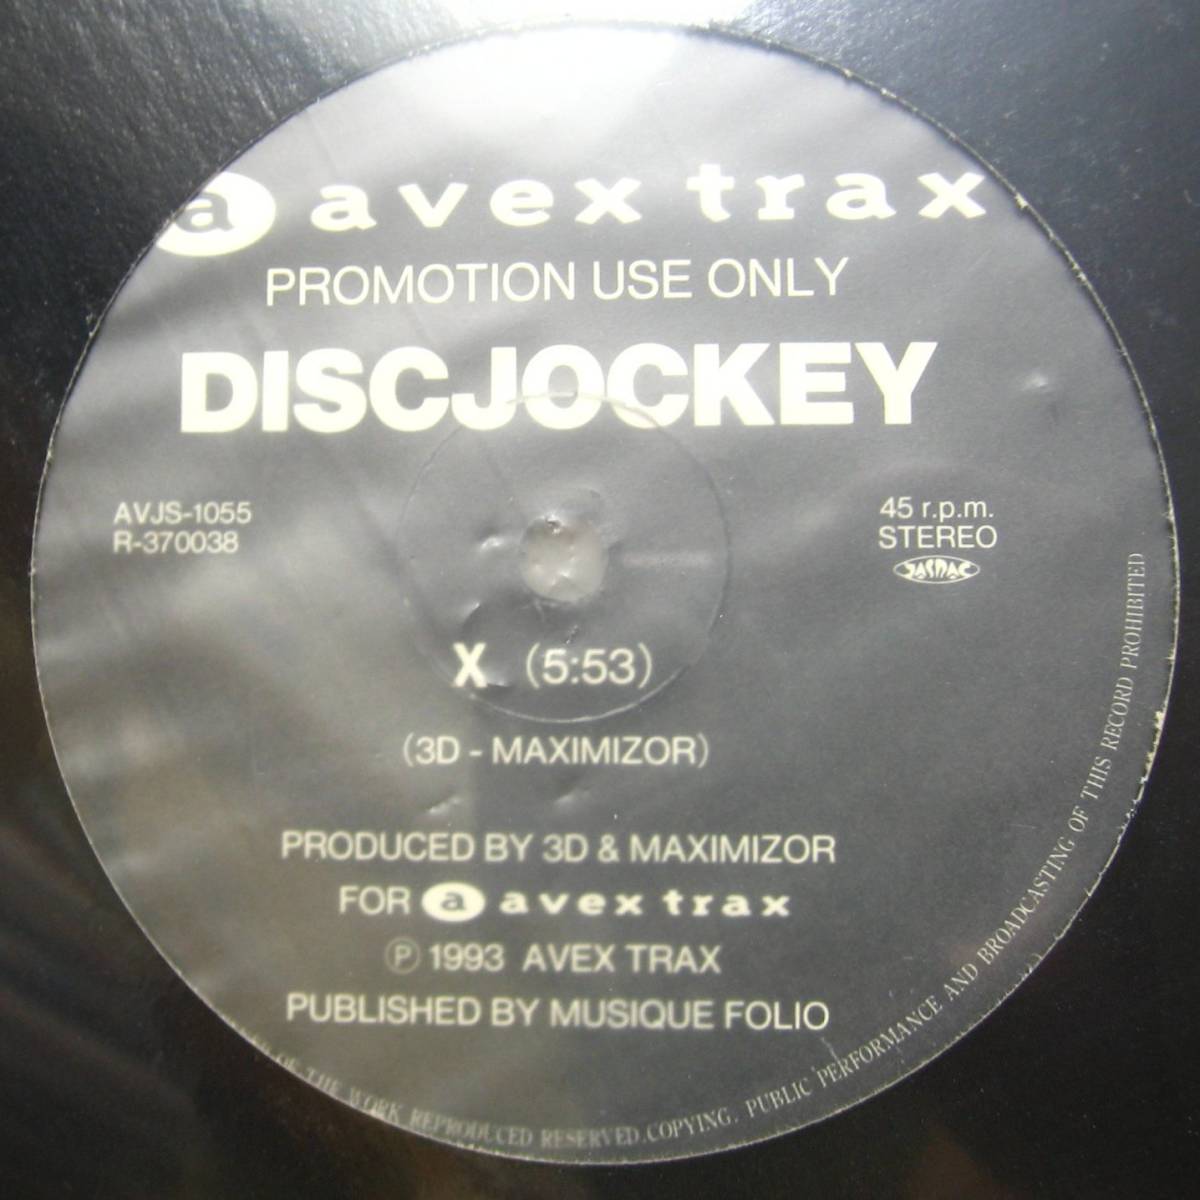 a avex trax
PROMOTION USE ONLY
DISCJOCKEY
AVJS-1055
R-370038
45 r.p.m.
STEREO
JASRAC
X (5:53)
(3D - MAXIMIZOR)
PRODUCED BY 3D & MAXIMIZOR
FOR a avex trax
Ⓟ 1993 AVEX TRAX
PUBLISHED BY MUSIQUE FOLIO
OF THE WORK REPRODUCED RESERVED.COPYING. PUBLIC PERFORMANCE AND BROADCASTING OF THIS RECORD PROHIBITED